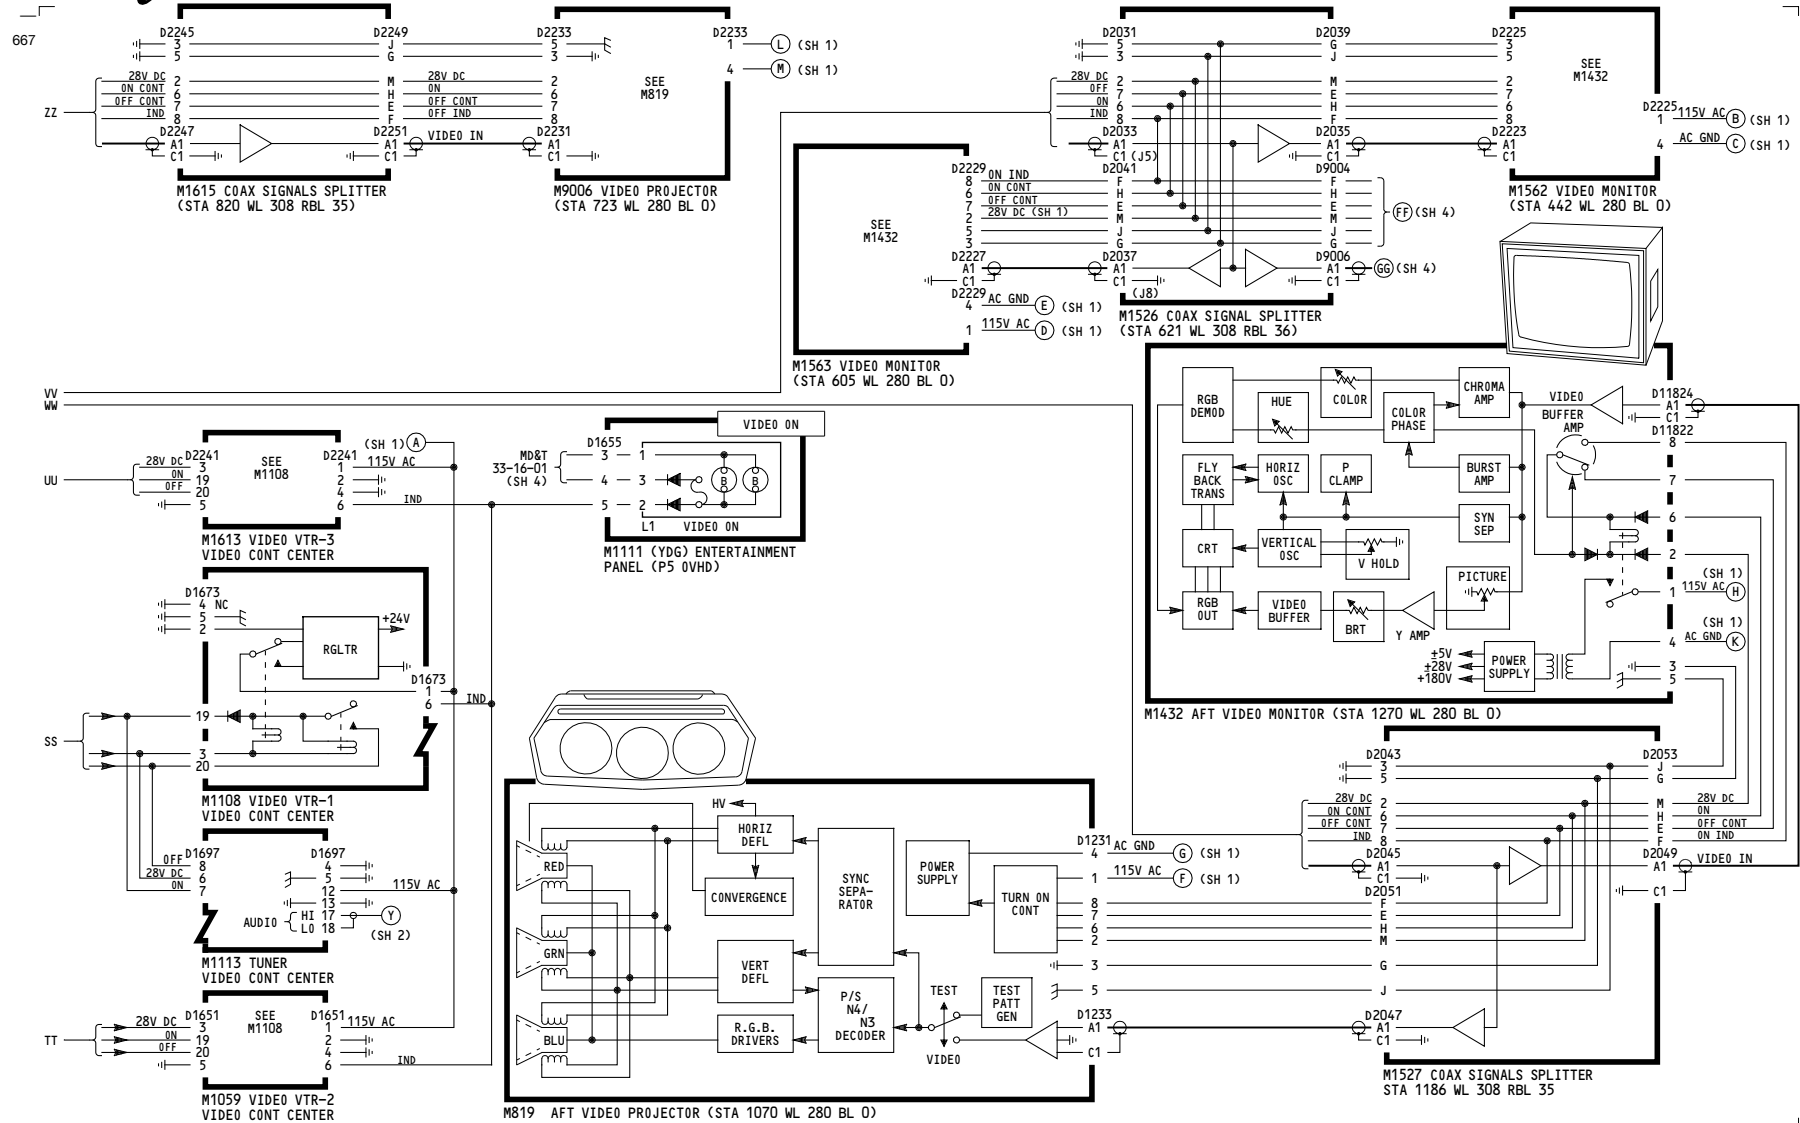 667
D2245
3
5
28V DC 2
ON CONT 6
OFF CONT 7
IND 8
ZZ
D2247
A1
C1
D2249
J
G
M 28V DC
H ON
E OFF CONT
F OFF IND
D2251 VIDEO IN
A1
C1
M1615 COAX SIGNALS SPLITTER
(STA 820 WL 308 RBL 35)
D2233
5
3
2
6
7
8
D2231
A1
C1
SEE
M819
D2233
1 L (SH 1)
4 M (SH 1)
M9006 VIDEO PROJECTOR
(STA 723 WL 280 BL 0)
D2031
5
3
28V DC 2
OFF 7
ON 6
IND 8
D2033
A1
C1 (J5)
D2041
F
H
E
M
J
G
D2037
A1
C1
(J8)
D2039
G
J
M
E
H
F
D2035
A1
C1
D9004
F
H
E
M
J
G
FF (SH 4)
D9006
A1 GG (SH 4)
C1
M1526 COAX SIGNAL SPLITTER
(STA 621 WL 308 RBL 36)
D2225
3
5
2
7
6
8
D2223
A1
C1
SEE
M1432
D2225
1 115V AC B (SH 1)
4 AC GND C (SH 1)
M1562 VIDEO MONITOR
(STA 442 WL 280 BL 0)
SEE
M1432
D2229
8 ON IND
6 ON CONT
7 OFF CONT
2 28V DC (SH 1)
5
3
D2227
A1
C1
D2229
4 AC GND E (SH 1)
1 115V AC D (SH 1)
M1563 VIDEO MONITOR
(STA 605 WL 280 BL 0)
VV
WW
UU
D2241
28V DC 3
ON 19
OFF 20
5
SEE
M1108
D2241
1 115V AC
2
4
6 IND
(SH 1) A
M1613 VIDEO VTR-3
VIDEO CONT CENTER
VIDEO ON
D1655
MD&T
33-16-01
(SH 4)
3 1
4 3
5 2
B B
L1 VIDEO ON
M1111 (YDG) ENTERTAINMENT
PANEL (P5 OVHD)
D1673
4 NC
5
2
RGLTR
+24V
D1673
1
6 IND
SS
19
3
20
M1108 VIDEO VTR-1
VIDEO CONT CENTER
D1697
OFF 8
28V DC 6
ON 7
D1697
4
5
12 115V AC
13
AUDIO HI 17 Y
LO 18 (SH 2)
M1113 TUNER
VIDEO CONT CENTER
TT
D1651
28V DC 3
ON 19
OFF 20
5
SEE
M1108
D1651
1 115V AC
2
4
6 IND
M1059 VIDEO VTR-2
VIDEO CONT CENTER
RGB
DEMOD
HUE
COLOR
COLOR
PHASE
CHROMA
AMP
VIDEO
BUFFER
AMP
FLY
BACK
TRANS
HORIZ
OSC
P
CLAMP
BURST
AMP
CRT
VERTICAL
OSC
V HOLD
SYN
SEP
PICTURE
RGB
OUT
VIDEO
BUFFER
BRT
Y AMP
±5V
±28V
+180V
POWER
SUPPLY
D11824
A1
C1
D11822
8
7
6
2
(SH 1)
1 115V AC H
(SH 1)
4 AC GND K
3
5
M1432 AFT VIDEO MONITOR (STA 1270 WL 280 BL 0)
HV
HORIZ
DEFL
CONVERGENCE
SYNC
SEPA-
RATOR
RED
GRN
BLU
VERT
DEFL
P/S
N4/
N3
DECODER
R.G.B.
DRIVERS
POWER
SUPPLY
TURN ON
CONT
TEST
TEST
PATT
GEN
VIDEO
D1231
4 AC GND G (SH 1)
1 115V AC F (SH 1)
8
7
6
2
3
5
D1233
A1
C1
M819 AFT VIDEO PROJECTOR (STA 1070 WL 280 BL 0)
D2043
3
5
28V DC 2
ON CONT 6
OFF CONT 7
IND 8
D2045
A1
C1
D2051
F
E
H
M
G
J
D2047
A1
C1
D2053
J
G
M 28V DC
H ON
E OFF CONT
F ON IND
D2049
A1 VIDEO IN
C1
M1527 COAX SIGNALS SPLITTER
STA 1186 WL 308 RBL 35